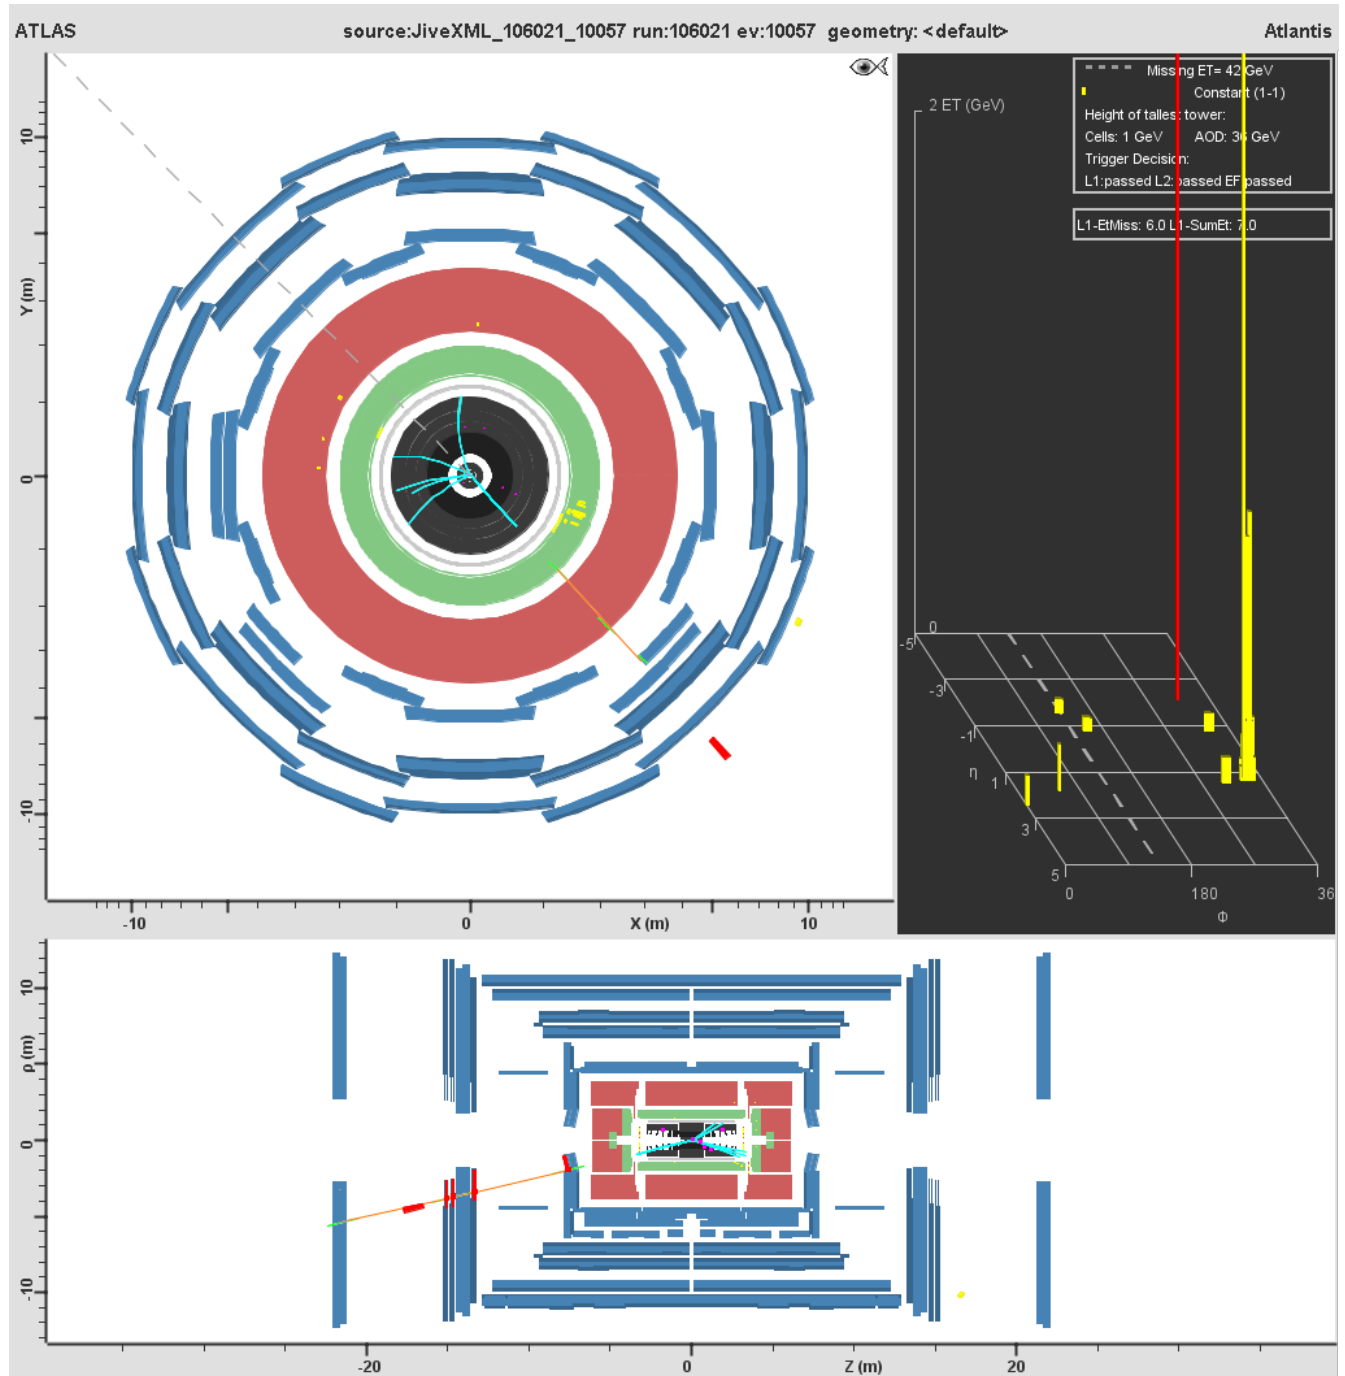 ATLAS source:JiveXML_106021_10057 run:106021 ev:10057 geometry: <default> Atlantis
10
0
-10
Y (m)
-10 0 X (m) 10
2 ET (GeV)
Missing ET= 42 GeV
Constant (1-1)
Height of tallest tower:
Cells: 1 GeV AOD: 36 GeV
Trigger Decision:
L1:passed L2: passed EF passed
L1-EtMiss: 6.0 L1-SumEt: 7.0
0
-5
-3
-1
η 1
3
5
0 180 36
Φ
10
ρ (m)
0
-10
-20 0 Z (m) 20